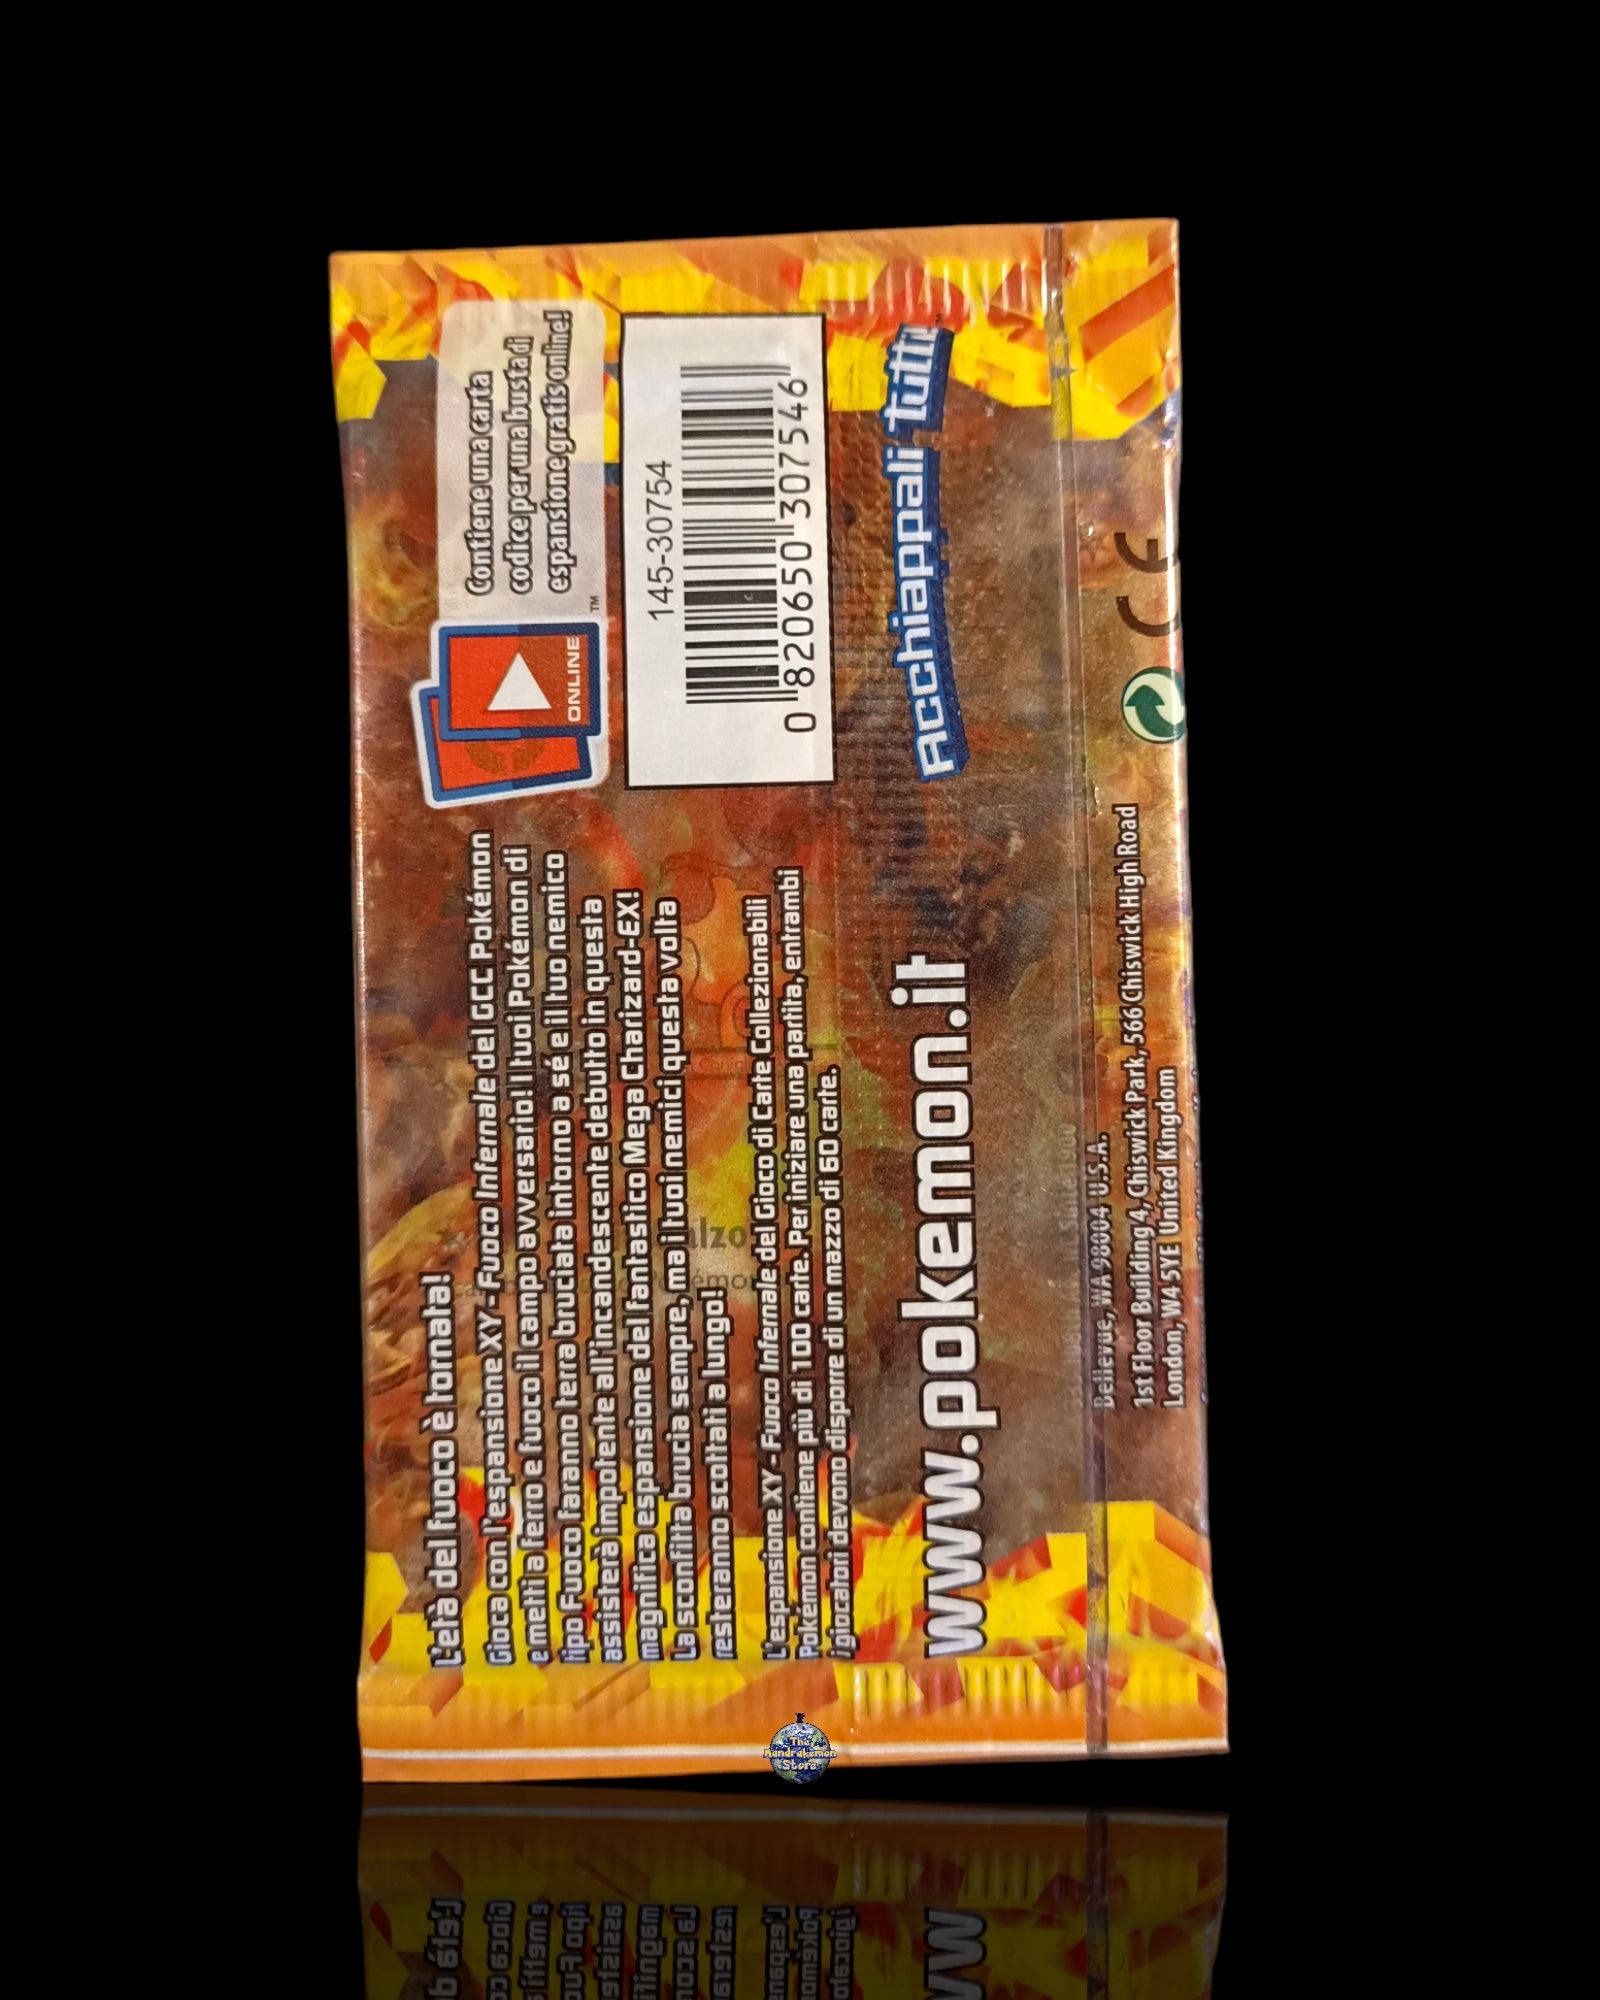 L'età del fuoco è tornata!
Gioca con l'espansione XY - Fuoco Infernale del GCC Pokémon
e metti a ferro e fuoco il campo avversario! I tuoi Pokémon di
tipo Fuoco faranno terra bruciata intorno a sé e il tuo nemico
assisterà impotente all'incandescente debutto in questa
magnifica espansione del fantastico Mega Charizard-EX!
La sconfitta brucia sempre, ma i tuoi nemici questa volta
resteranno scottati a lungo!
L'espansione XY - Fuoco Infernale del Gioco di Carte Collezionabili
Pokémon contiene più di 100 carte. Per iniziare una partita, entrambi
i giocatori devono disporre di un mazzo di 60 carte.
www.pokemon.it
Bellevue, WA 98004 U.S.A.
1st Floor Building 4, Chiswick Park, 566 Chiswick High Road
London, W4 5YE United Kingdom
ONLINE
TM
Contiene una carta
codice per una busta di
espansione gratis online!
145-30754
0 820650 307546
Acchiappali tutti!
CE
The
Mandrakemon
Store